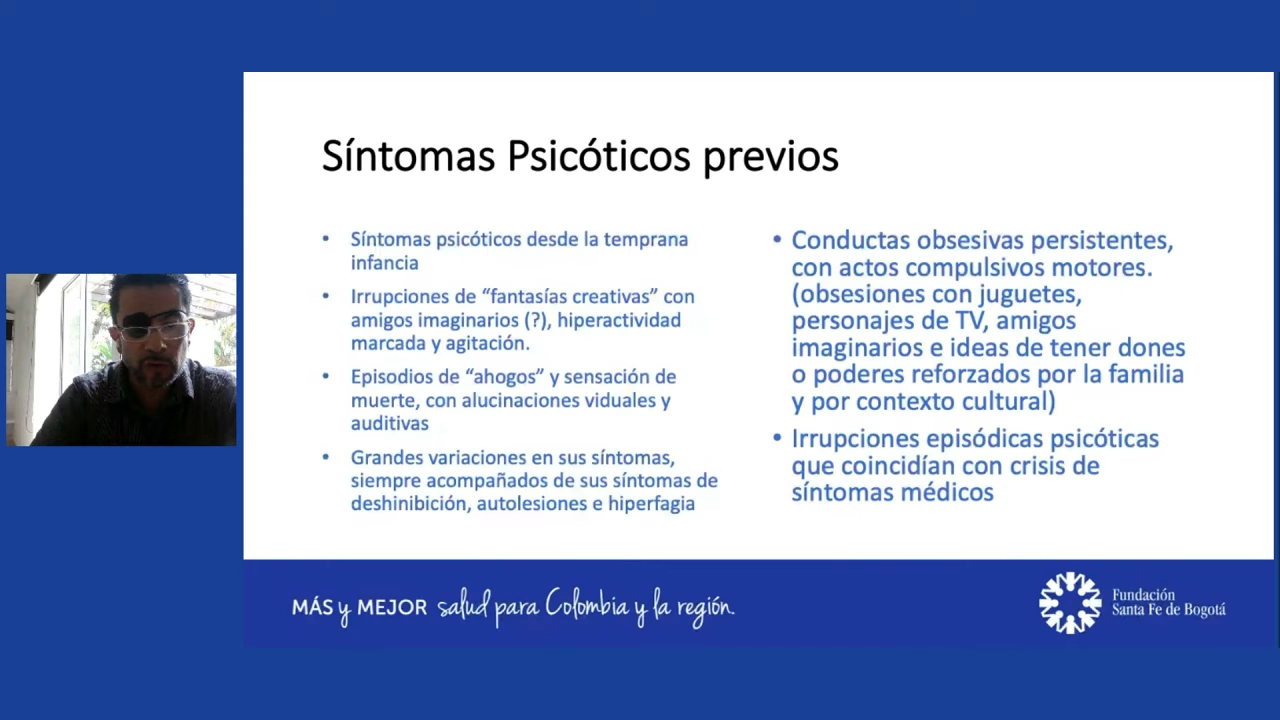 Síntomas Psicóticos previos
• Síntomas psicóticos desde la temprana
infancia
• Irrupciones de “fantasías creativas” con
amigos imaginarios (?), hiperactividad
marcada y agitación.
• Episodios de “ahogos” y sensación de
muerte, con alucinaciones viduales y
auditivas
• Grandes variaciones en sus síntomas,
siempre acompañados de sus síntomas de
deshinibición, autolesiones e hiperfagia
• Conductas obsesivas persistentes,
con actos compulsivos motores.
(obsesiones con juguetes,
personajes de TV, amigos
imaginarios e ideas de tener dones
o poderes reforzados por la familia
y por contexto cultural)
• Irrupciones episódicas psicóticas
que coincidían con crisis de
síntomas médicos
MÁS y MEJOR salud para Colombia y la región.
Fundación
Santa Fe de Bogotá